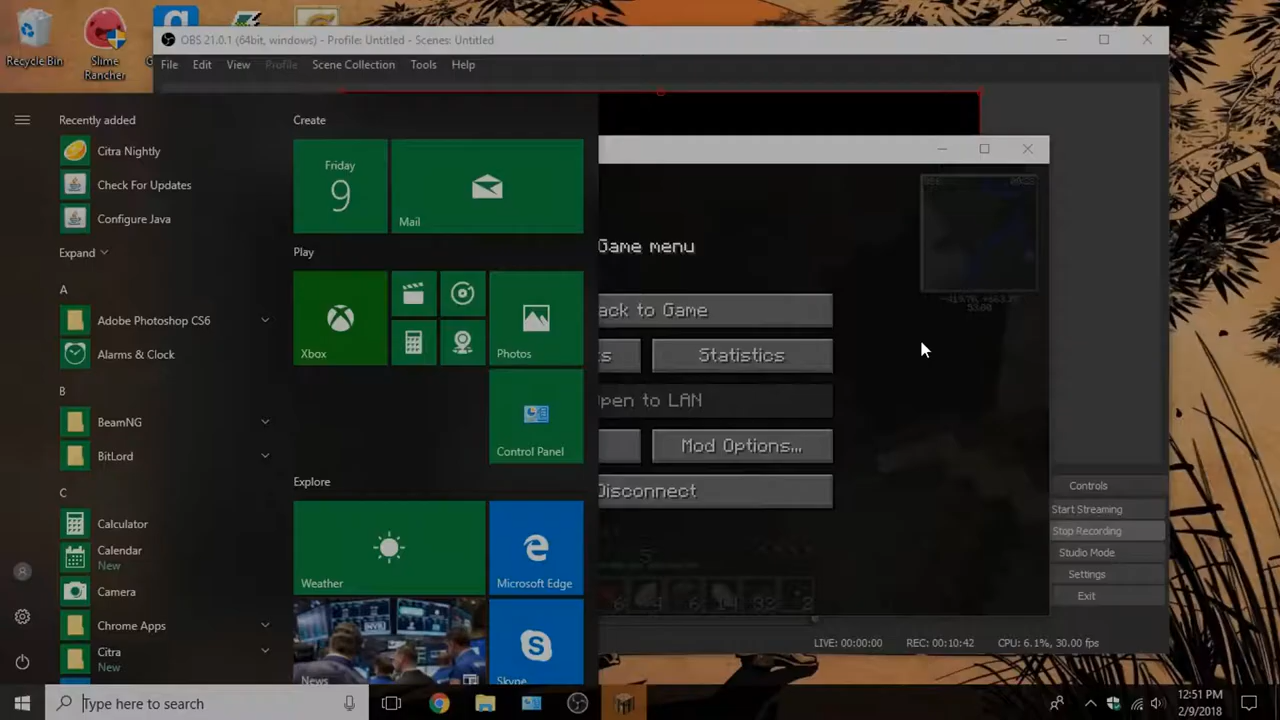 OBS 21.0.1 (64bit, windows) - Profile: Untitled - Scenes: Untitled
Recycle Bin
Slime
Rancher
File Edit View Profile Scene Collection Tools Help
Recently added
Citra Nightly
Check For Updates
Configure Java
Expand
A
Adobe Photoshop CS6
Alarms & Clock
B
BeamNG
BitLord
C
Calculator
Calendar
New
Camera
Chrome Apps
Citra
New
Create
Friday
9
Mail
Play
Xbox
Photos
Control Panel
Explore
Weather
Microsoft Edge
News
Skype
Game menu
ack to Game
ts
Statistics
pen to LAN
Mod Options...
Disconnect
Controls
Start Streaming
Stop Recording
Studio Mode
Settings
Exit
LIVE: 00:00:00 REC: 00:10:42 CPU: 6.1%, 30.00 fps
Type here to search
12:51 PM
2/9/2018